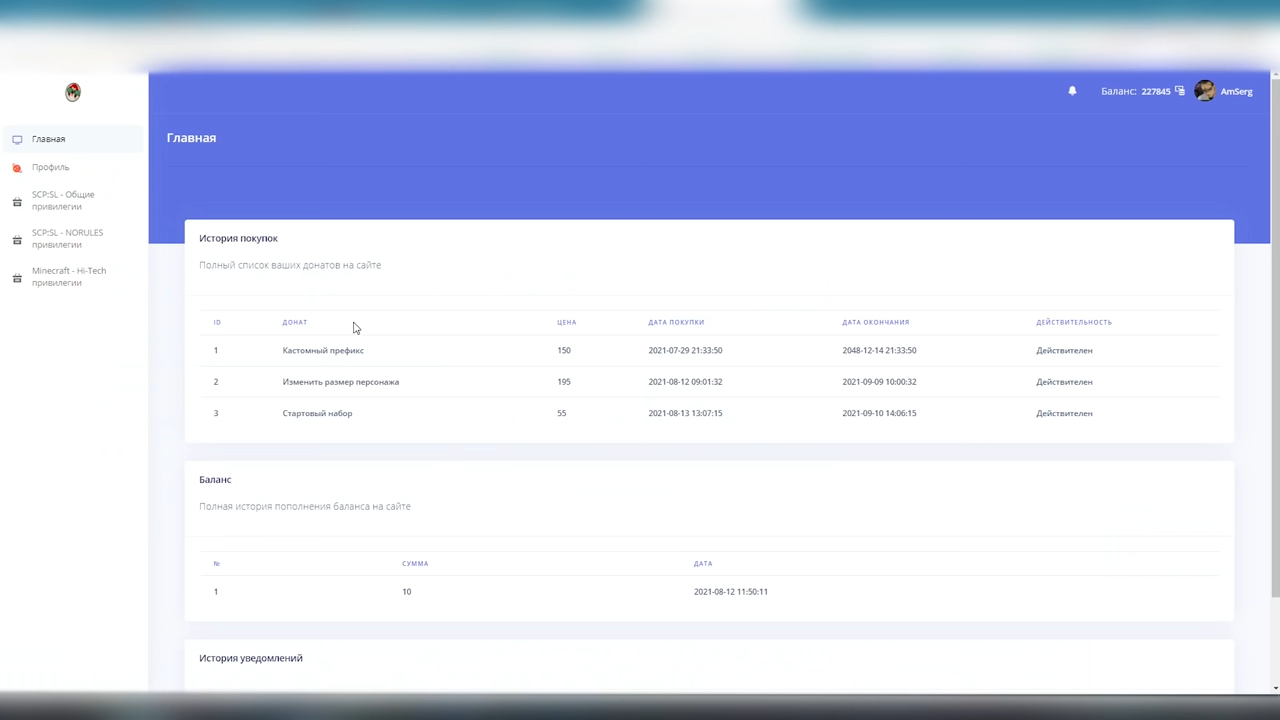 Баланс: 227845 AmSerg
Главная
Главная
Профиль
SCP:SL - Общие
привилегии
SCP:SL - NORULES
привилегии
Minecraft - Hi-Tech
привилегии
История покупок
Полный список ваших донатов на сайте
ID ДОНАТ ЦЕНА ДАТА ПОКУПКИ ДАТА ОКОНЧАНИЯ ДЕЙСТВИТЕЛЬНОСТЬ
1 Кастомный префикс 150 2021-07-29 21:33:50 2048-12-14 21:33:50 Действителен
2 Изменить размер персонажа 195 2021-08-12 09:01:32 2021-09-09 10:00:32 Действителен
3 Стартовый набор 55 2021-08-13 13:07:15 2021-09-10 14:06:15 Действителен
Баланс
Полная история пополнения баланса на сайте
№ СУММА ДАТА
1 10 2021-08-12 11:50:11
История уведомлений